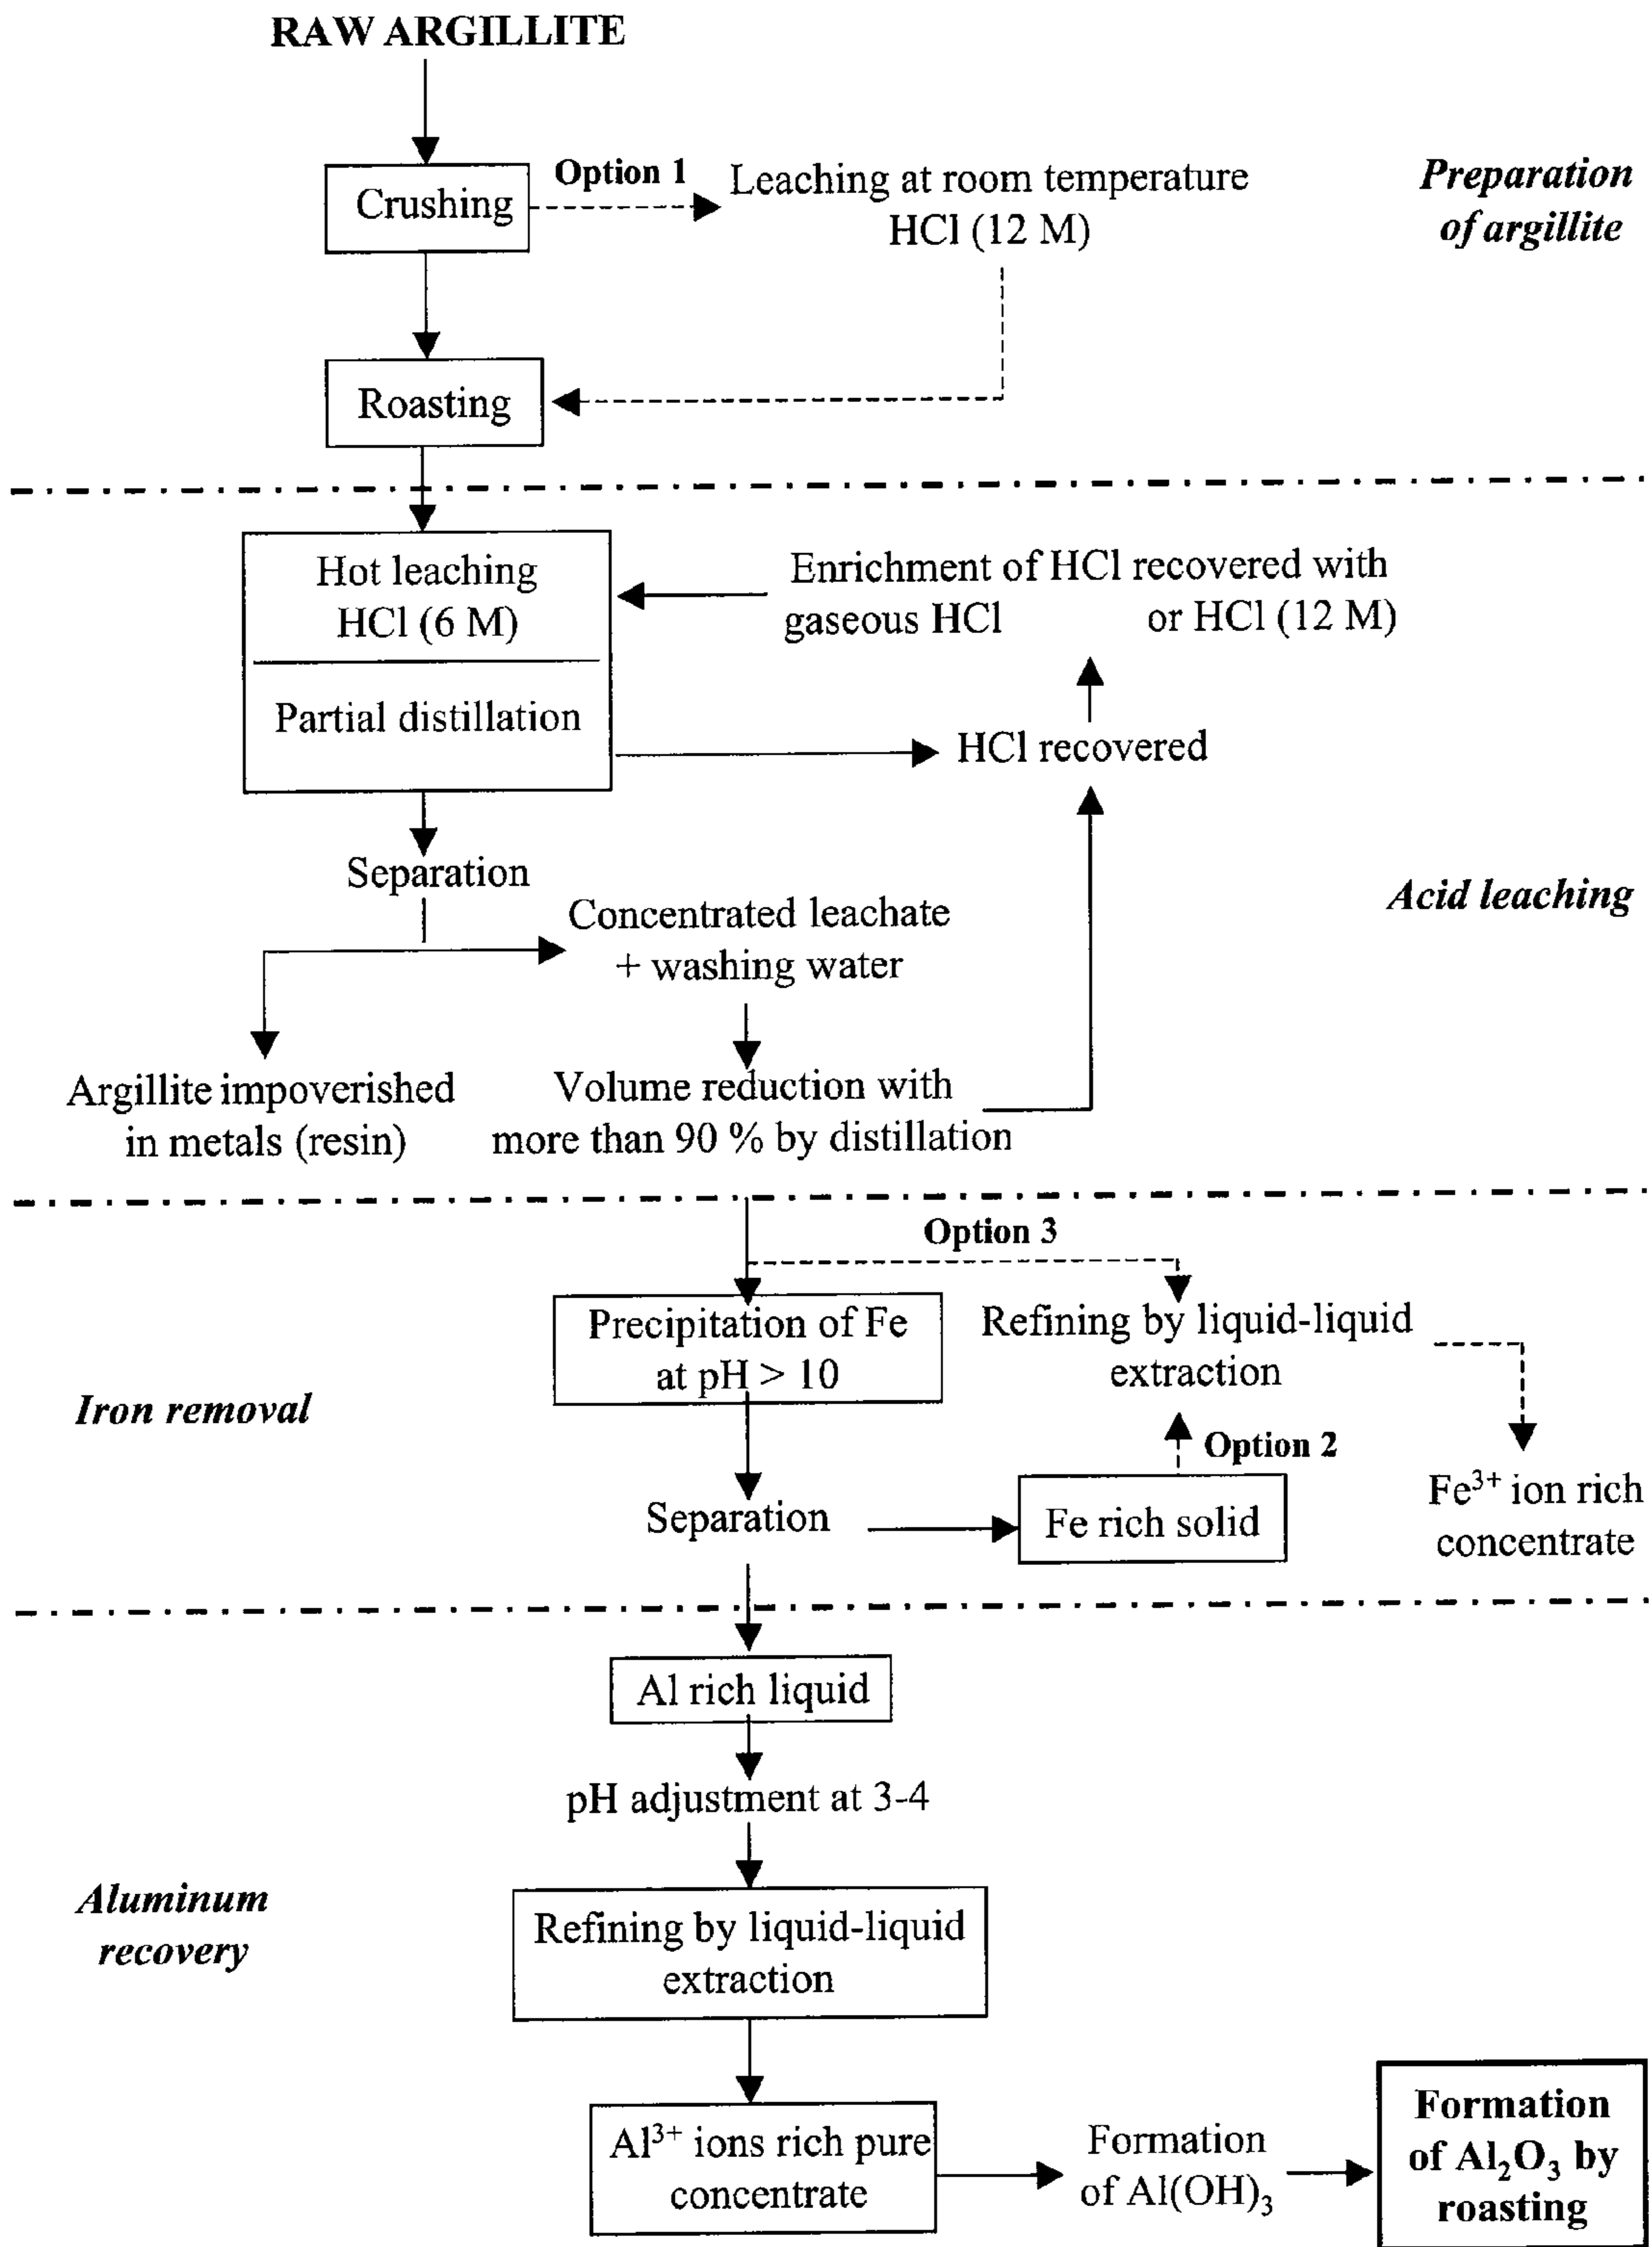 RAW ARGILLITE
Crushing
Option 1
Leaching at room temperature
HCl (12 M)
Preparation
of argillite
Roasting
Hot leaching
HCl (6 M)
Partial distillation
Enrichment of HCl recovered with
gaseous HCl or HCl (12 M)
HCl recovered
Separation
Concentrated leachate
+ washing water
Acid leaching
Argillite impoverished
in metals (resin)
Volume reduction with
more than 90 % by distillation
Option 3
Precipitation of Fe
at pH > 10
Refining by liquid-liquid
extraction
Iron removal
Option 2
Separation
Fe rich solid
Fe³⁺ ion rich
concentrate
Al rich liquid
pH adjustment at 3-4
Aluminum
recovery
Refining by liquid-liquid
extraction
Al³⁺ ions rich pure
concentrate
Formation
of Al(OH)₃
Formation
of Al₂O₃ by
roasting